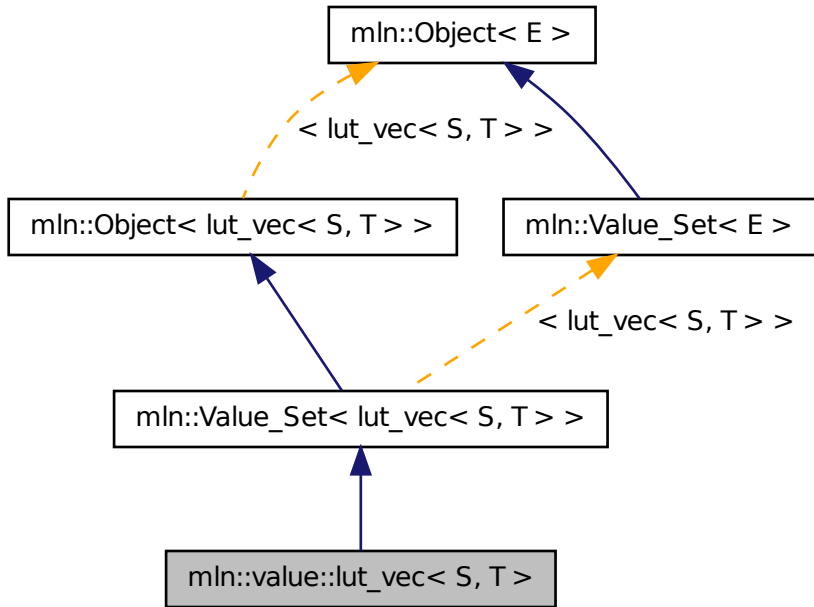 mln::Object< E >
< lut_vec< S, T > >
mln::Object< lut_vec< S, T > >
mln::Value_Set< E >
< lut_vec< S, T > >
mln::Value_Set< lut_vec< S, T > >
mln::value::lut_vec< S, T >